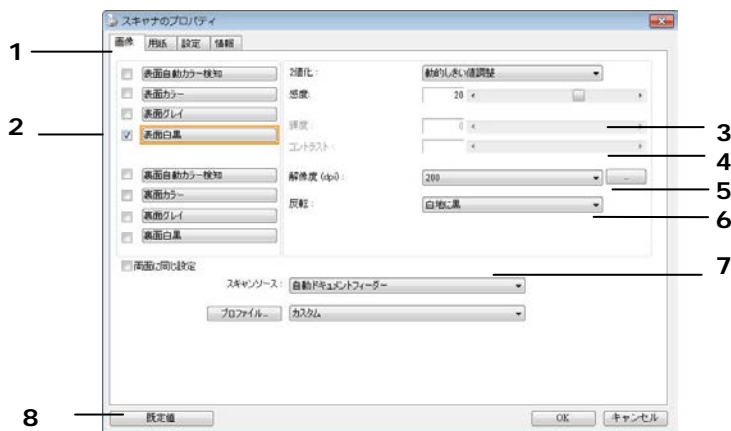 スキャナのプロパティ
画像 用紙 設定 情報
1
表面自動カラー検知
2値化：
動的しきい値調整
表面カラー
感度:
20
表面グレイ
2
表面白黒
輝度：
0
3
コントラスト：
4
裏面自動カラー検知
解像度 (dpi)：
200
...
5
裏面カラー
反転：
白地に黒
6
裏面グレイ
裏面白黒
両面に同じ設定
7
スキャンソース：
自動ドキュメントフィーダー
プロファイル...
カスタム
8
既定値
OK
キャンセル